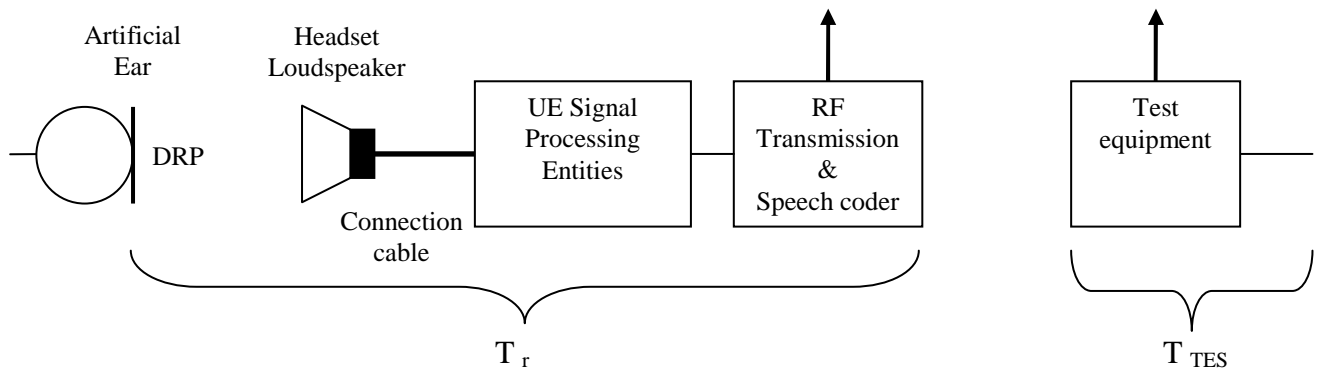 Artificial
Ear
DRP
Headset
Loudspeaker
Connection
cable
UE Signal
Processing
Entities
RF
Transmission
&
Speech coder
Test
equipment
T r
T TES